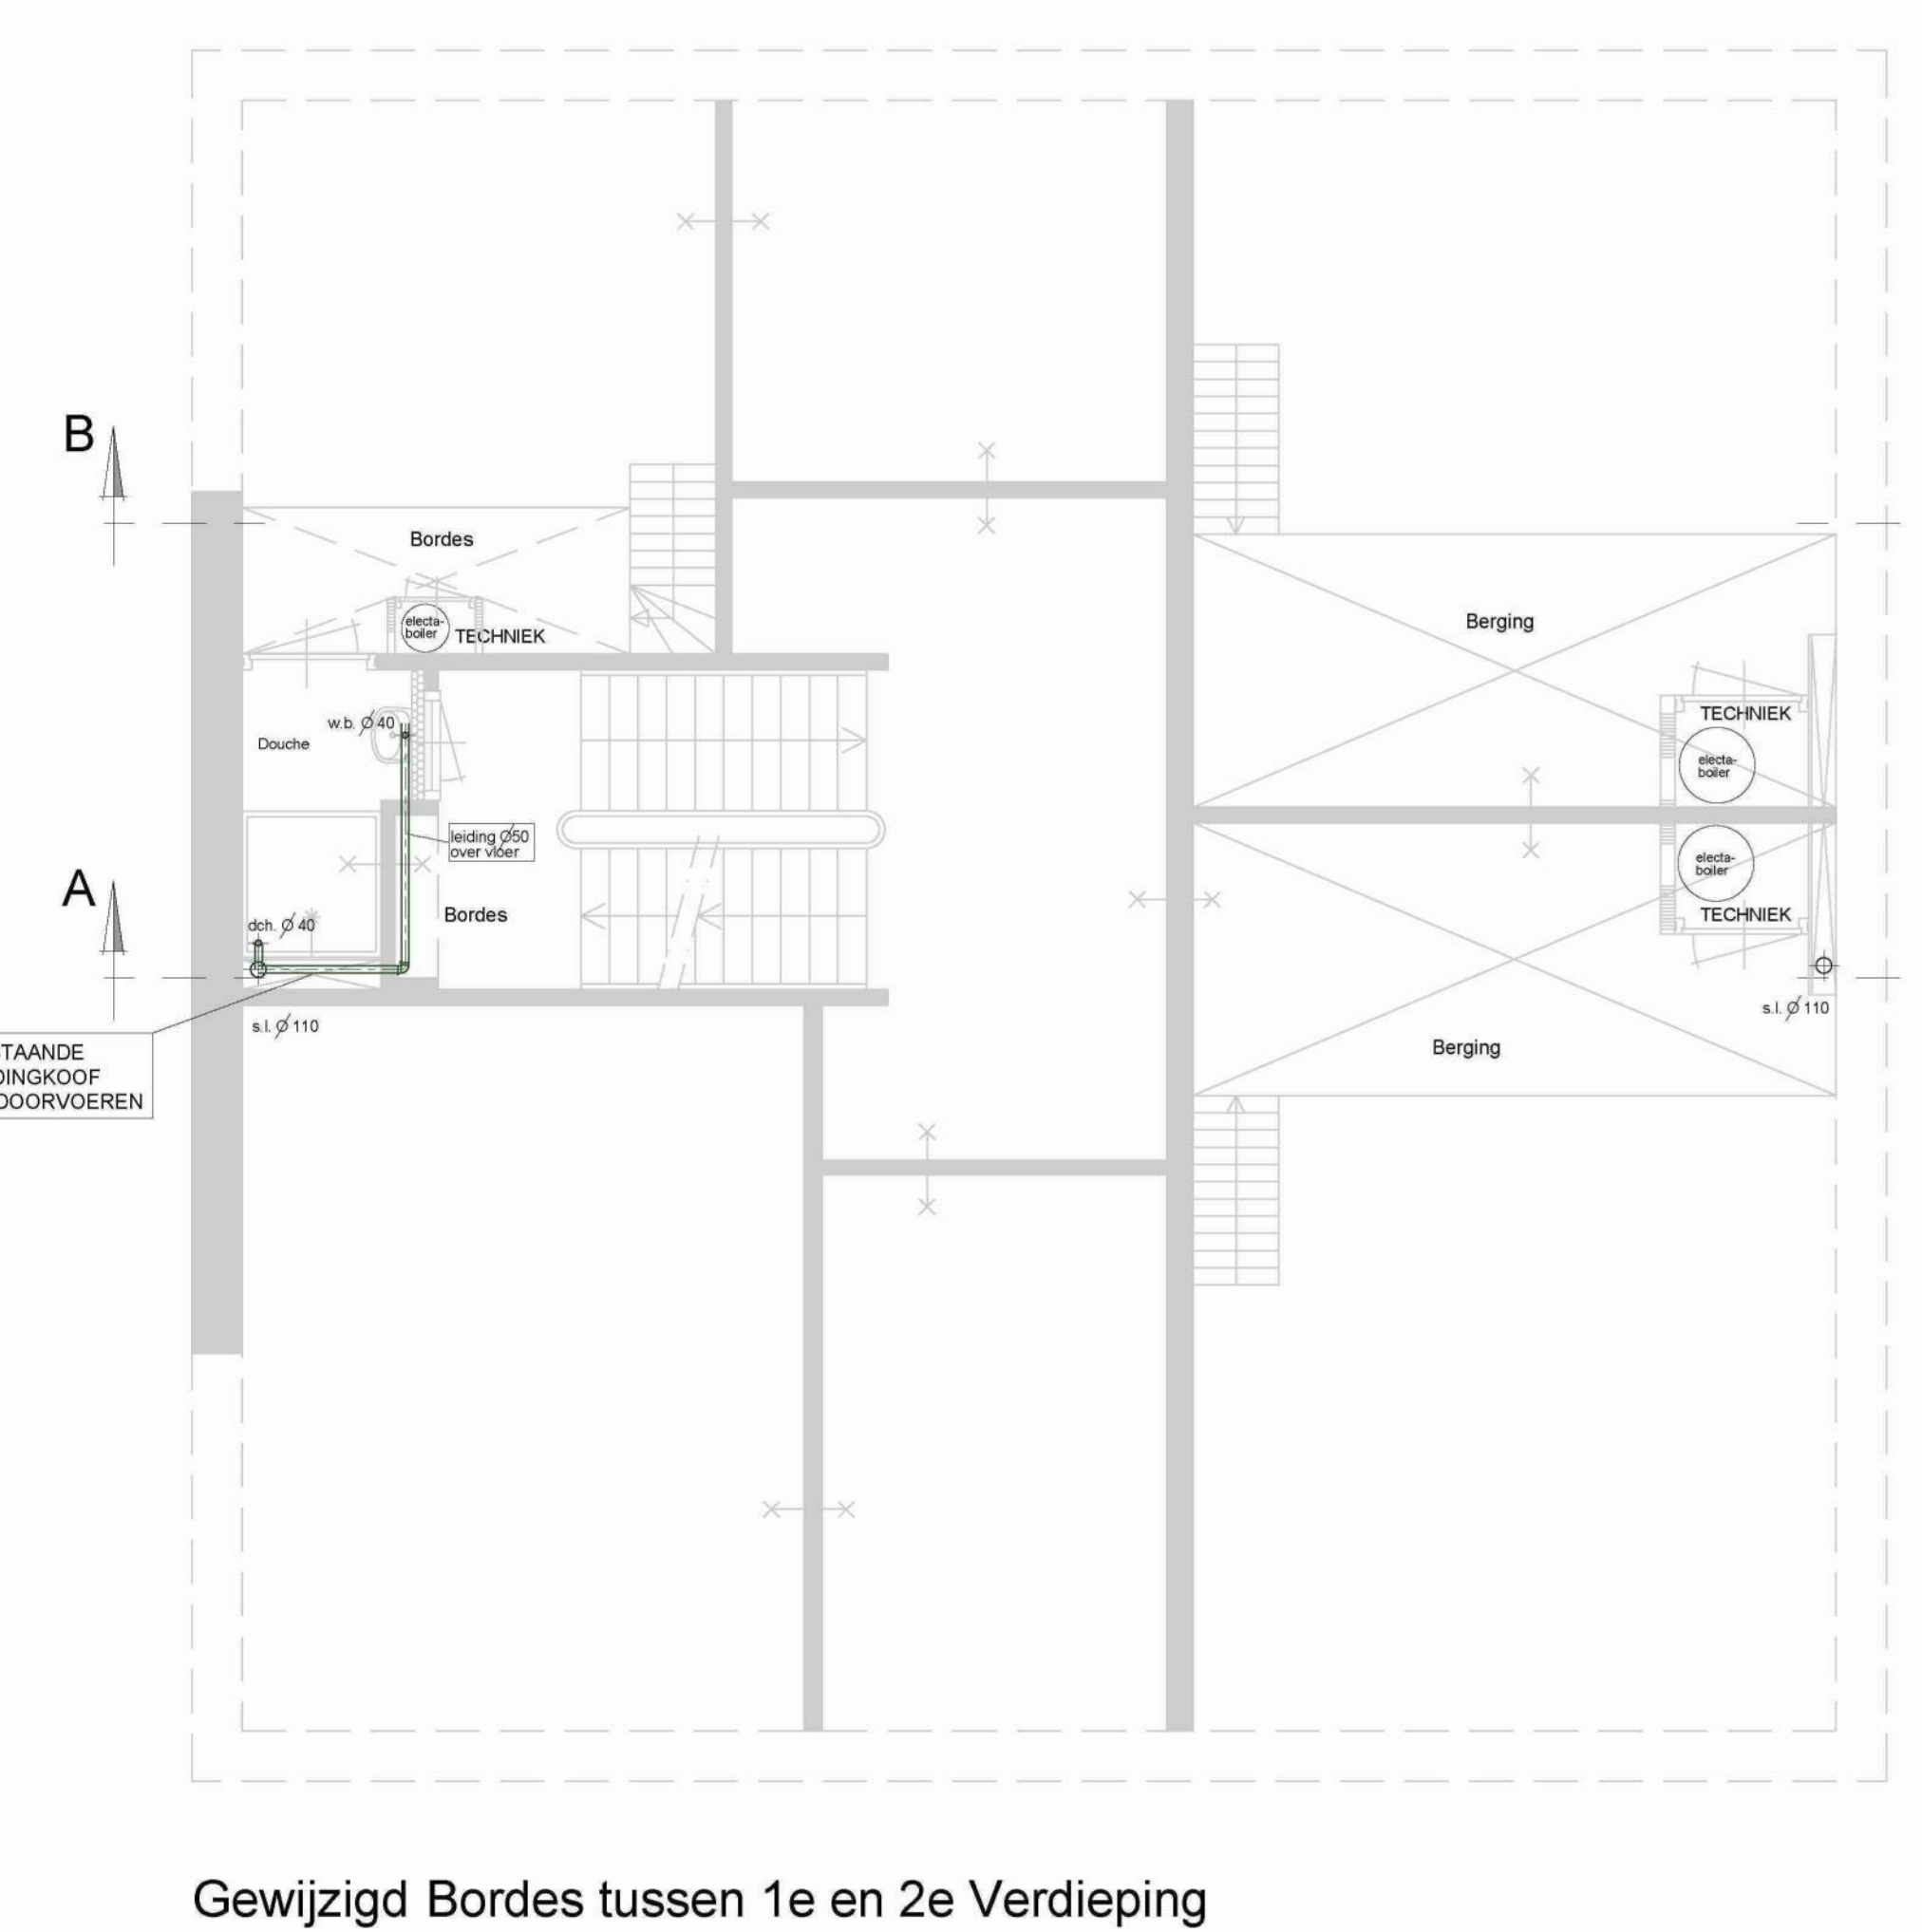 B
Bordes
electa-
boiler
TECHNIEK
Berging
w.b. Ø 40
Douche
TECHNIEK
electa-
boiler
leiding Ø50
over vloer
electa-
boiler
A
dch. Ø 40
Bordes
TECHNIEK
s.l. Ø 110
s.l. Ø 110
Berging
TAANDE
DINGKOOF
DOORVOEREN
Gewijzigd Bordes tussen 1e en 2e Verdieping